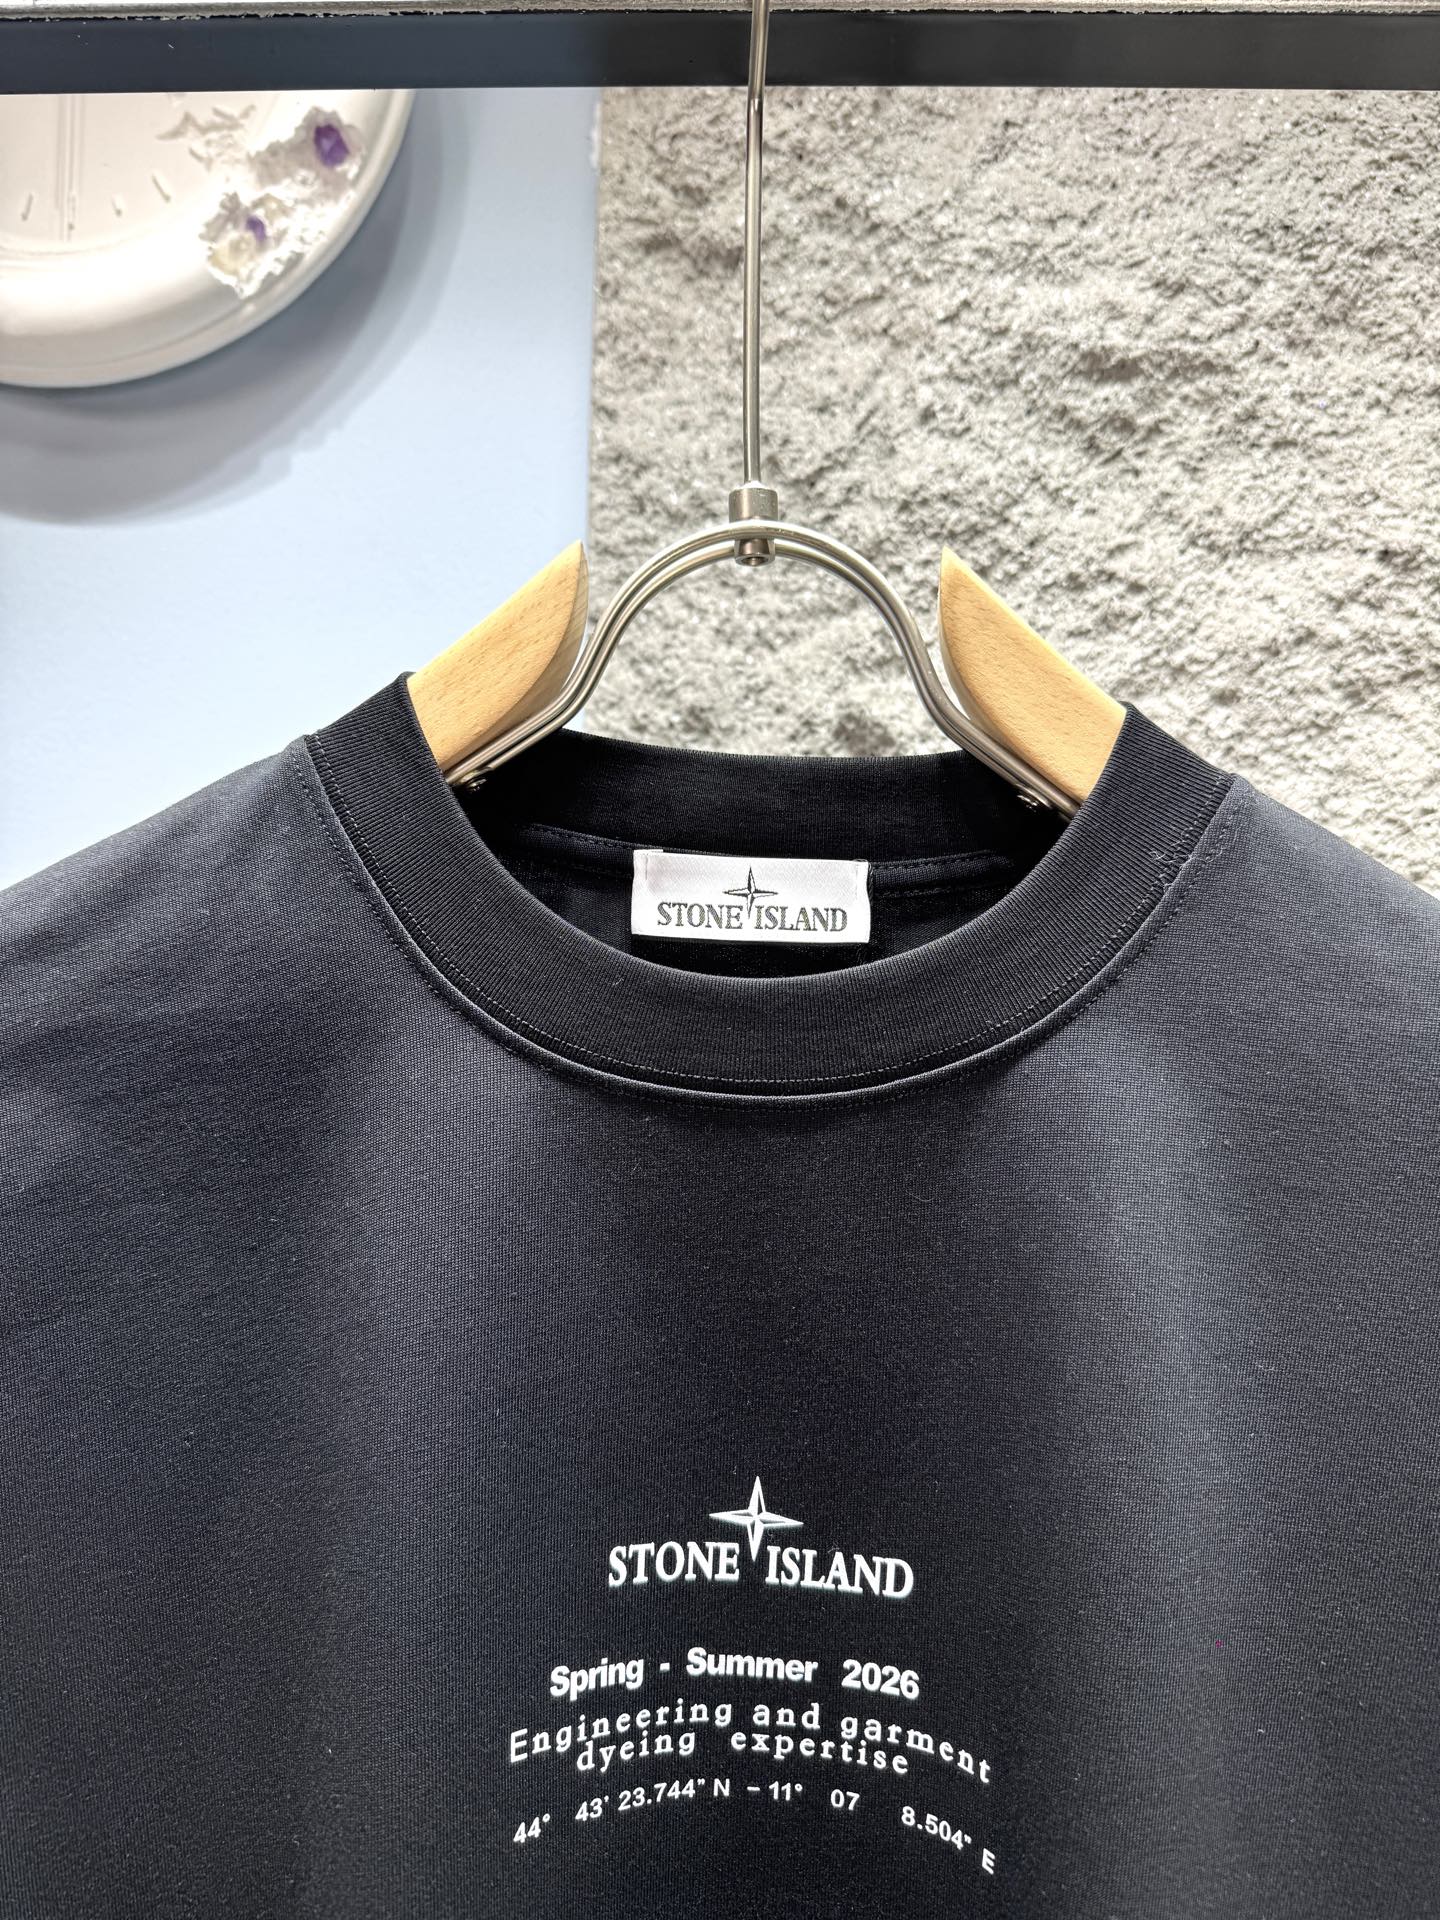 STONE ISLAND
STONE ISLAND
Spring - Summer 2026
Engineering and garment
dyeing expertise
44° 43' 23.744" N - 11° 07 8.504" E